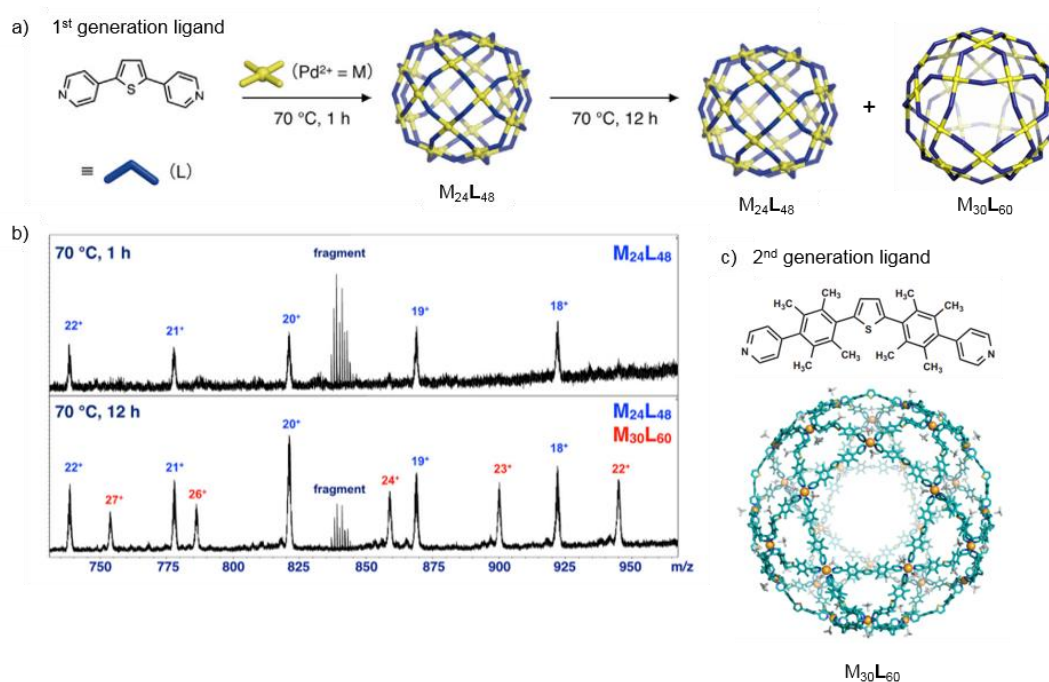 a) 1st generation ligand
N
S
N
(Pd2+ = M)
70 °C, 1 h
70 °C, 12 h
+
≡
(L)
M24L48
M24L48
M30L60
b)
70 °C, 1 h
fragment
M24L48
22+
21+
20+
19+
18+
70 °C, 12 h
M24L48
M30L60
22+
27+
21+
26+
20+
fragment
24+
19+
23+
18+
22+
750
775
800
825
850
875
900
925
950
m/z
c) 2nd generation ligand
CH3
H3C
H3C
CH3
N
S
N
H3C
CH3
H3C
CH3
M30L60